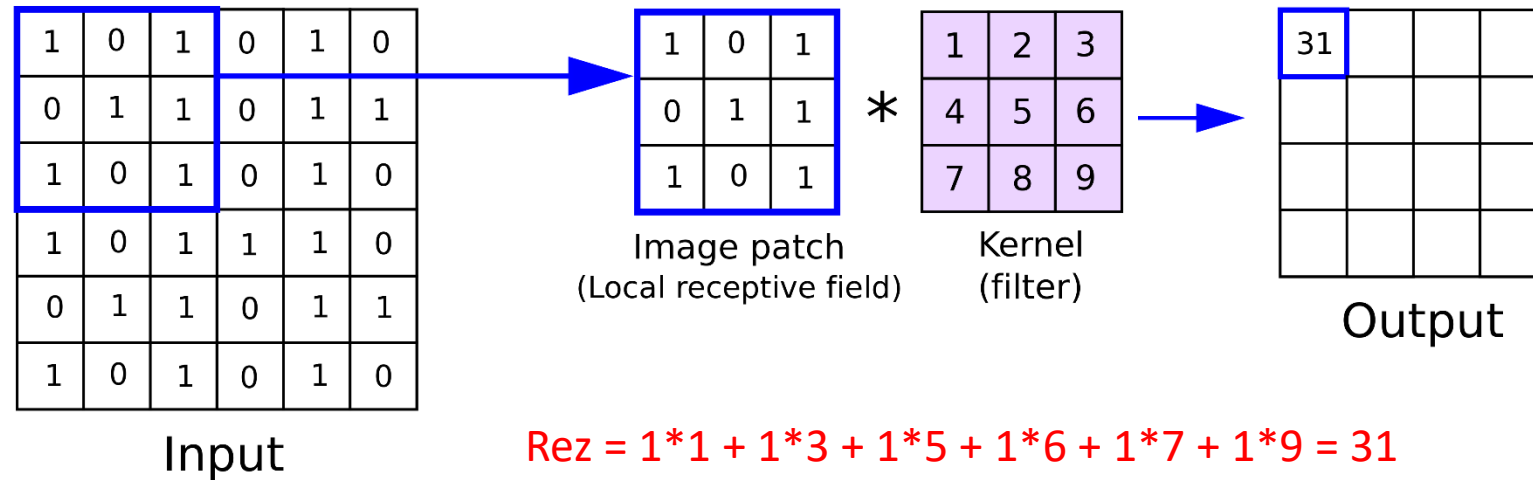 1 0 1 0 1 0
0 1 1 0 1 1
1 0 1 0 1 0
1 0 1 1 1 0
0 1 1 0 1 1
1 0 1 0 1 0
Input
1 0 1
0 1 1
1 0 1
Image patch
(Local receptive field)
*
1 2 3
4 5 6
7 8 9
Kernel
(filter)
31
Output
Rez = 1*1 + 1*3 + 1*5 + 1*6 + 1*7 + 1*9 = 31